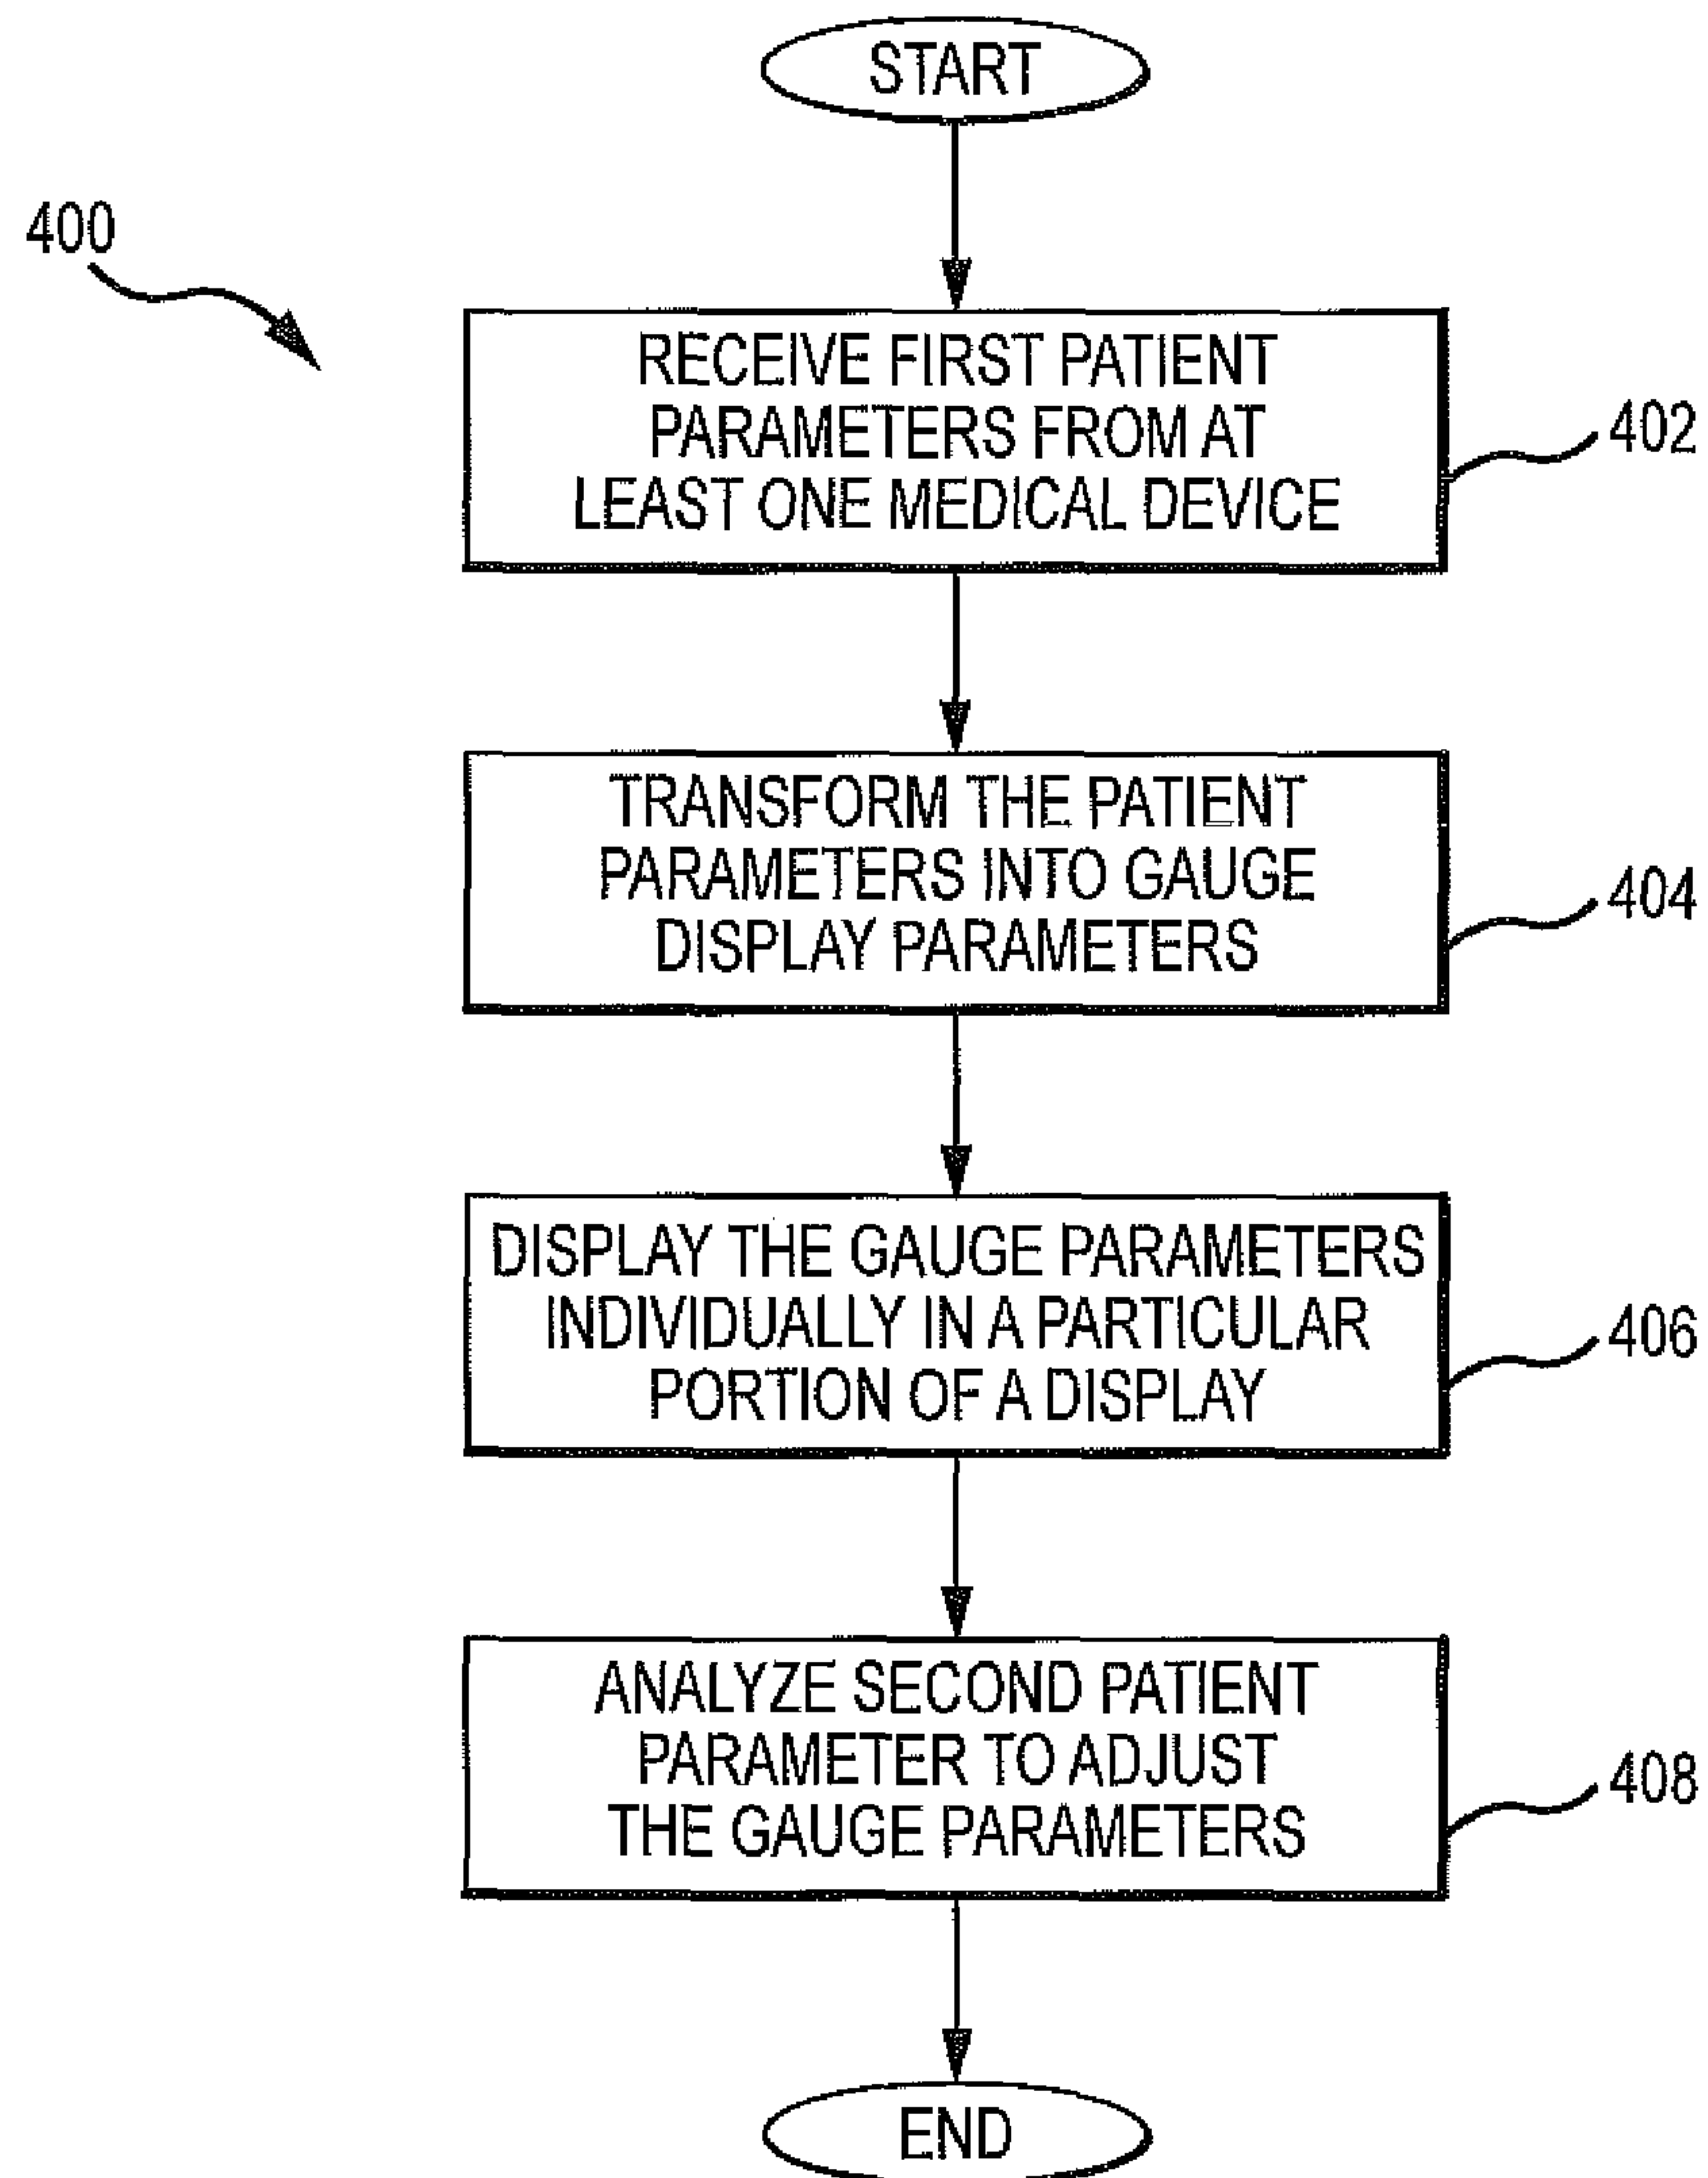 START
400
RECEIVE FIRST PATIENT
PARAMETERS FROM AT
LEAST ONE MEDICAL DEVICE
402
TRANSFORM THE PATIENT
PARAMETERS INTO GAUGE
DISPLAY PARAMETERS
404
DISPLAY THE GAUGE PARAMETERS
INDIVIDUALLY IN A PARTICULAR
PORTION OF A DISPLAY
406
ANALYZE SECOND PATIENT
PARAMETER TO ADJUST
THE GAUGE PARAMETERS
408
END